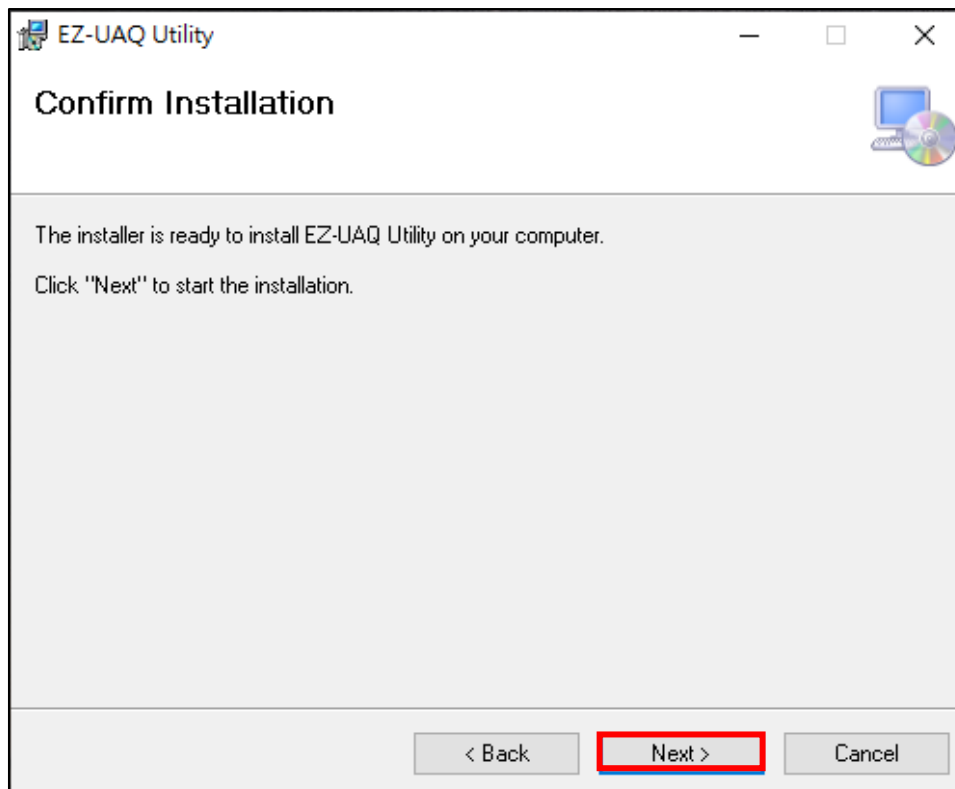 EZ-UAQ Utility
Confirm Installation
The installer is ready to install EZ-UAQ Utility on your computer.
Click "Next" to start the installation.
< Back
Next >
Cancel